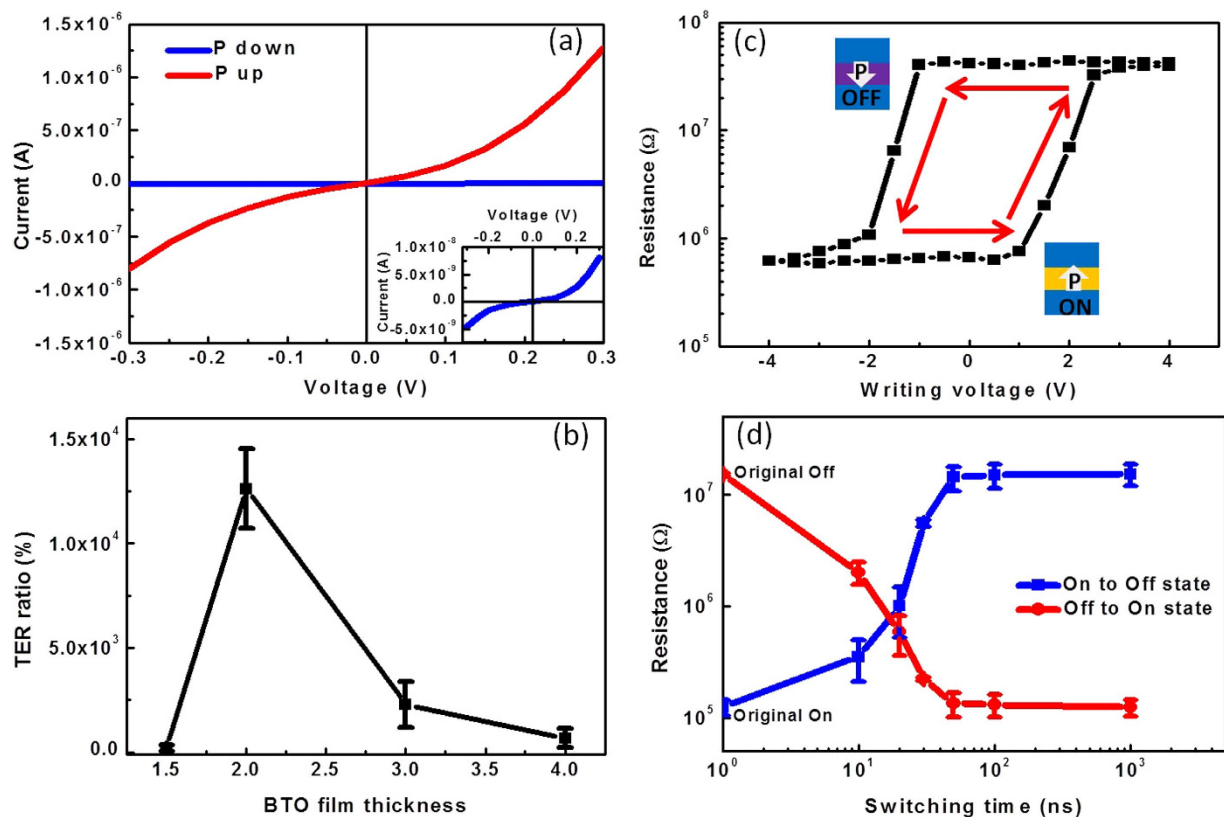 (a)
P down
P up
1.5x10⁻⁶
1.0x10⁻⁶
5.0x10⁻⁷
0.0
-5.0x10⁻⁷
-1.0x10⁻⁶
-1.5x10⁻⁶
Current (A)
-0.3 -0.2 -0.1 0.0 0.1 0.2 0.3
Voltage (V)
Voltage (V)
-0.2 0.0 0.2
1.0x10⁻⁸
5.0x10⁻⁹
0.0
-5.0x10⁻⁹
Current (A)
(c)
P
OFF
P
ON
10⁸
10⁷
10⁶
10⁵
Resistance (Ω)
-4 -2 0 2 4
Writing voltage (V)
(b)
1.5x10⁴
1.0x10⁴
5.0x10³
0.0
TER ratio (%)
1.5 2.0 2.5 3.0 3.5 4.0
BTO film thickness
(d)
Original Off
On to Off state
Off to On state
Original On
10⁷
10⁶
10⁵
Resistance (Ω)
10⁰ 10¹ 10² 10³
Switching time (ns)